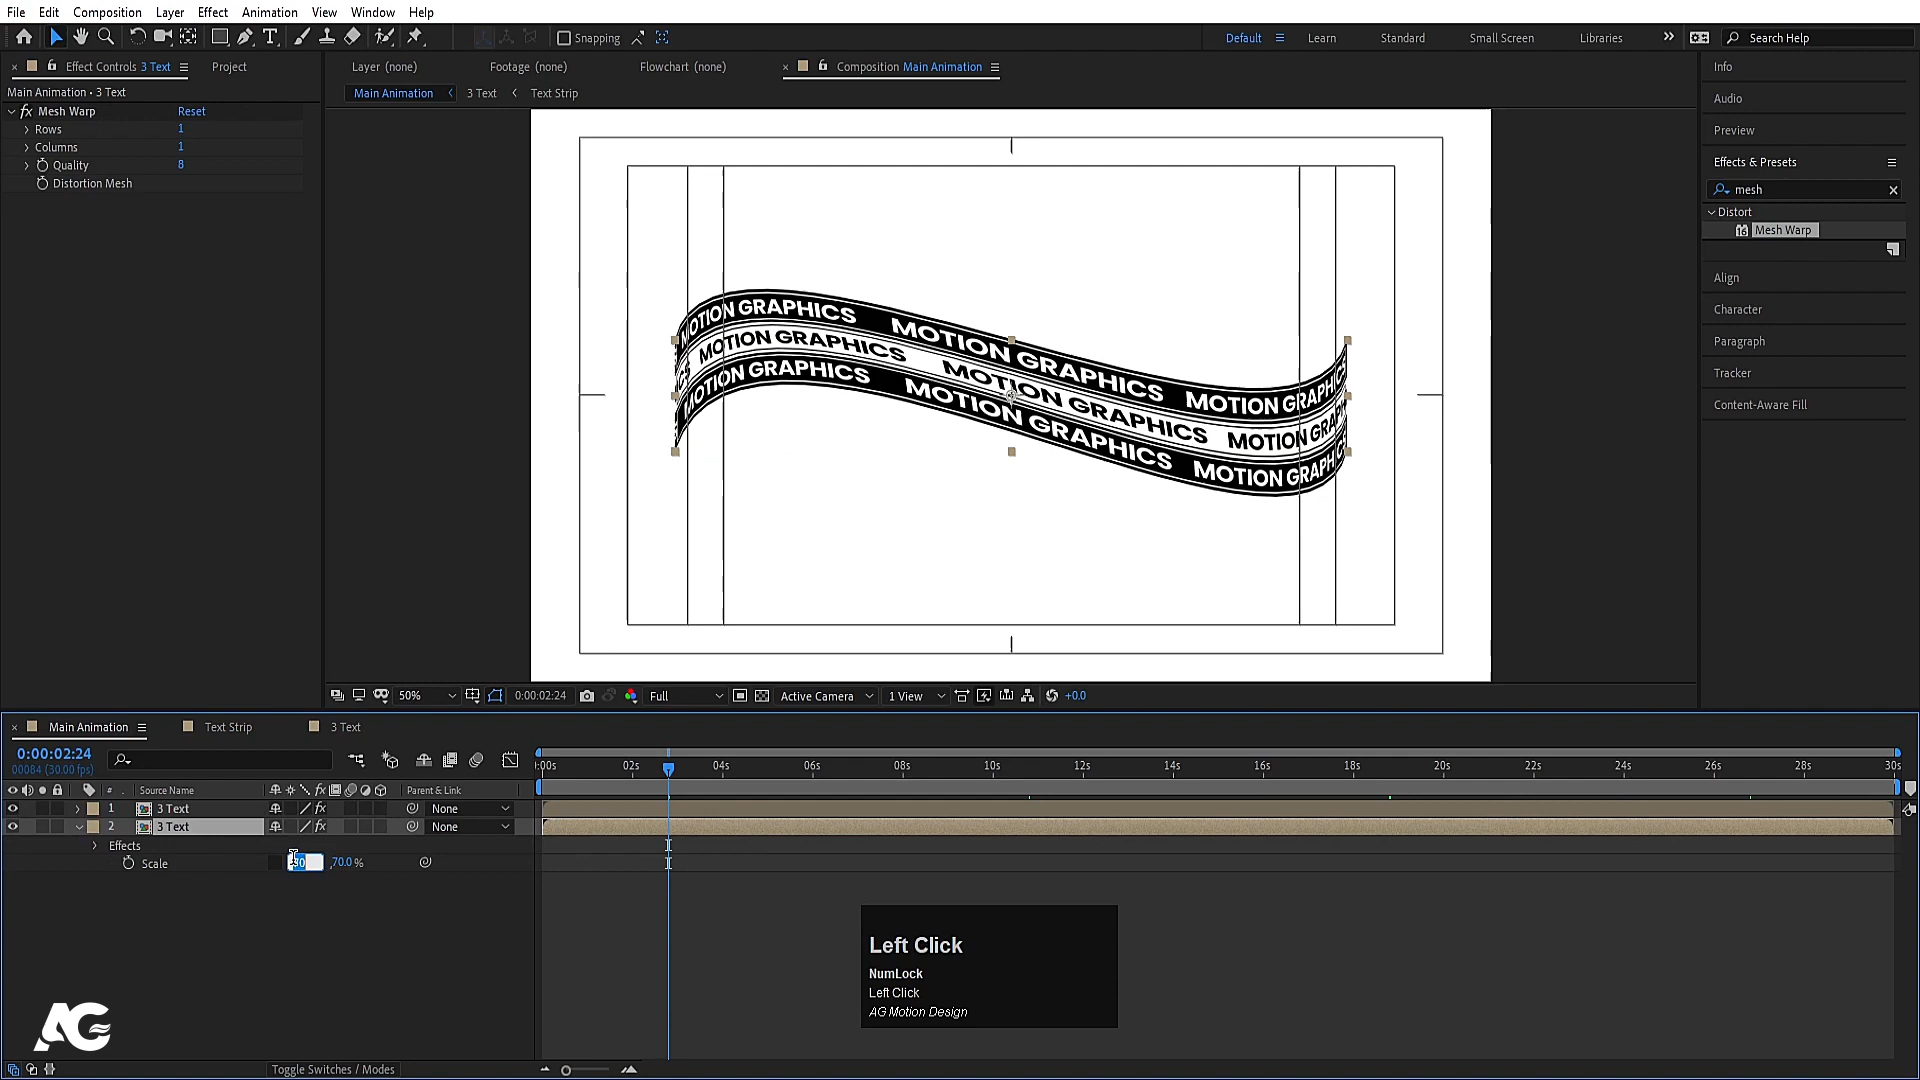 File Edit Composition Layer Effect Animation View Window Help
Snapping Default Learn Standard Small Screen Libraries Search Help
Effect Controls 3 Text Project
Layer (none) Footage (none) Flowchart (none) Composition Main Animation
Main Animation • 3 Text
Main Animation 3 Text Text Strip
fx Mesh Warp Reset
Rows 1
Columns 1
Quality 8
Distortion Mesh
Info
Audio
Preview
Effects & Presets
mesh
Distort
Mesh Warp
Align
Character
Paragraph
Tracker
Content-Aware Fill
MOTION GRAPHICS MOTION GRAPHICS MOTION GRAPHICS
MOTION GRAPHICS MOTION GRAPHICS MOTION GRAPHICS
MOTION GRAPHICS MOTION GRAPHICS MOTION GRAPHICS
50% 0:00:02:24 Full Active Camera 1 View +0.0
Main Animation Text Strip 3 Text
0:00:02:24
00084 (30.00 fps)
:00s 02s 04s 06s 08s 10s 12s 14s 16s 18s 20s 22s 24s 26s 28s 30s
# . Source Name fx Parent & Link
1 3 Text fx None
2 3 Text fx None
Effects
Scale ,70.0 %
Left Click
NumLock
Left Click
AG Motion Design
AG
Toggle Switches / Modes